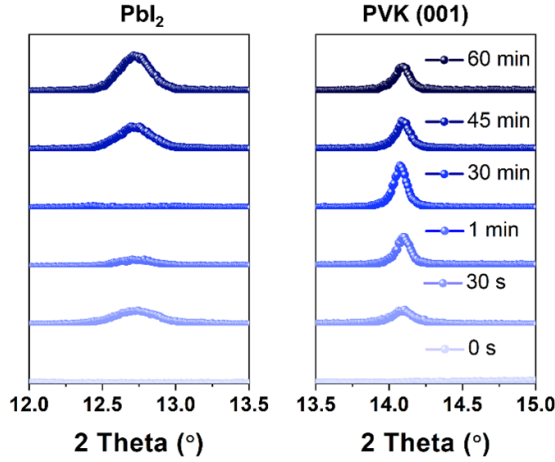 PbI₂
PVK (001)
60 min
45 min
30 min
1 min
30 s
0 s
12.0 12.5 13.0 13.5
13.5 14.0 14.5 15.0
2 Theta (°)
2 Theta (°)